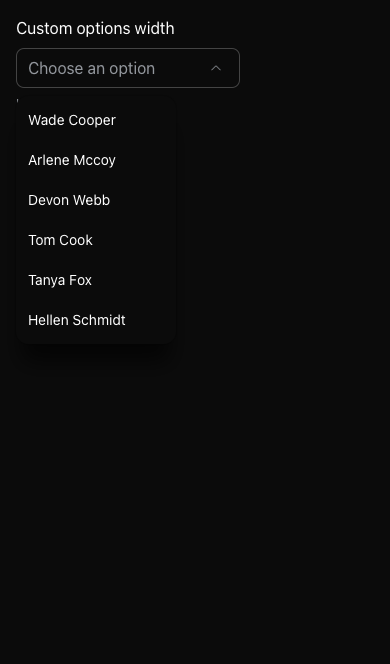 Custom options width
Choose an option
Wade Cooper
Arlene Mccoy
Devon Webb
Tom Cook
Tanya Fox
Hellen Schmidt